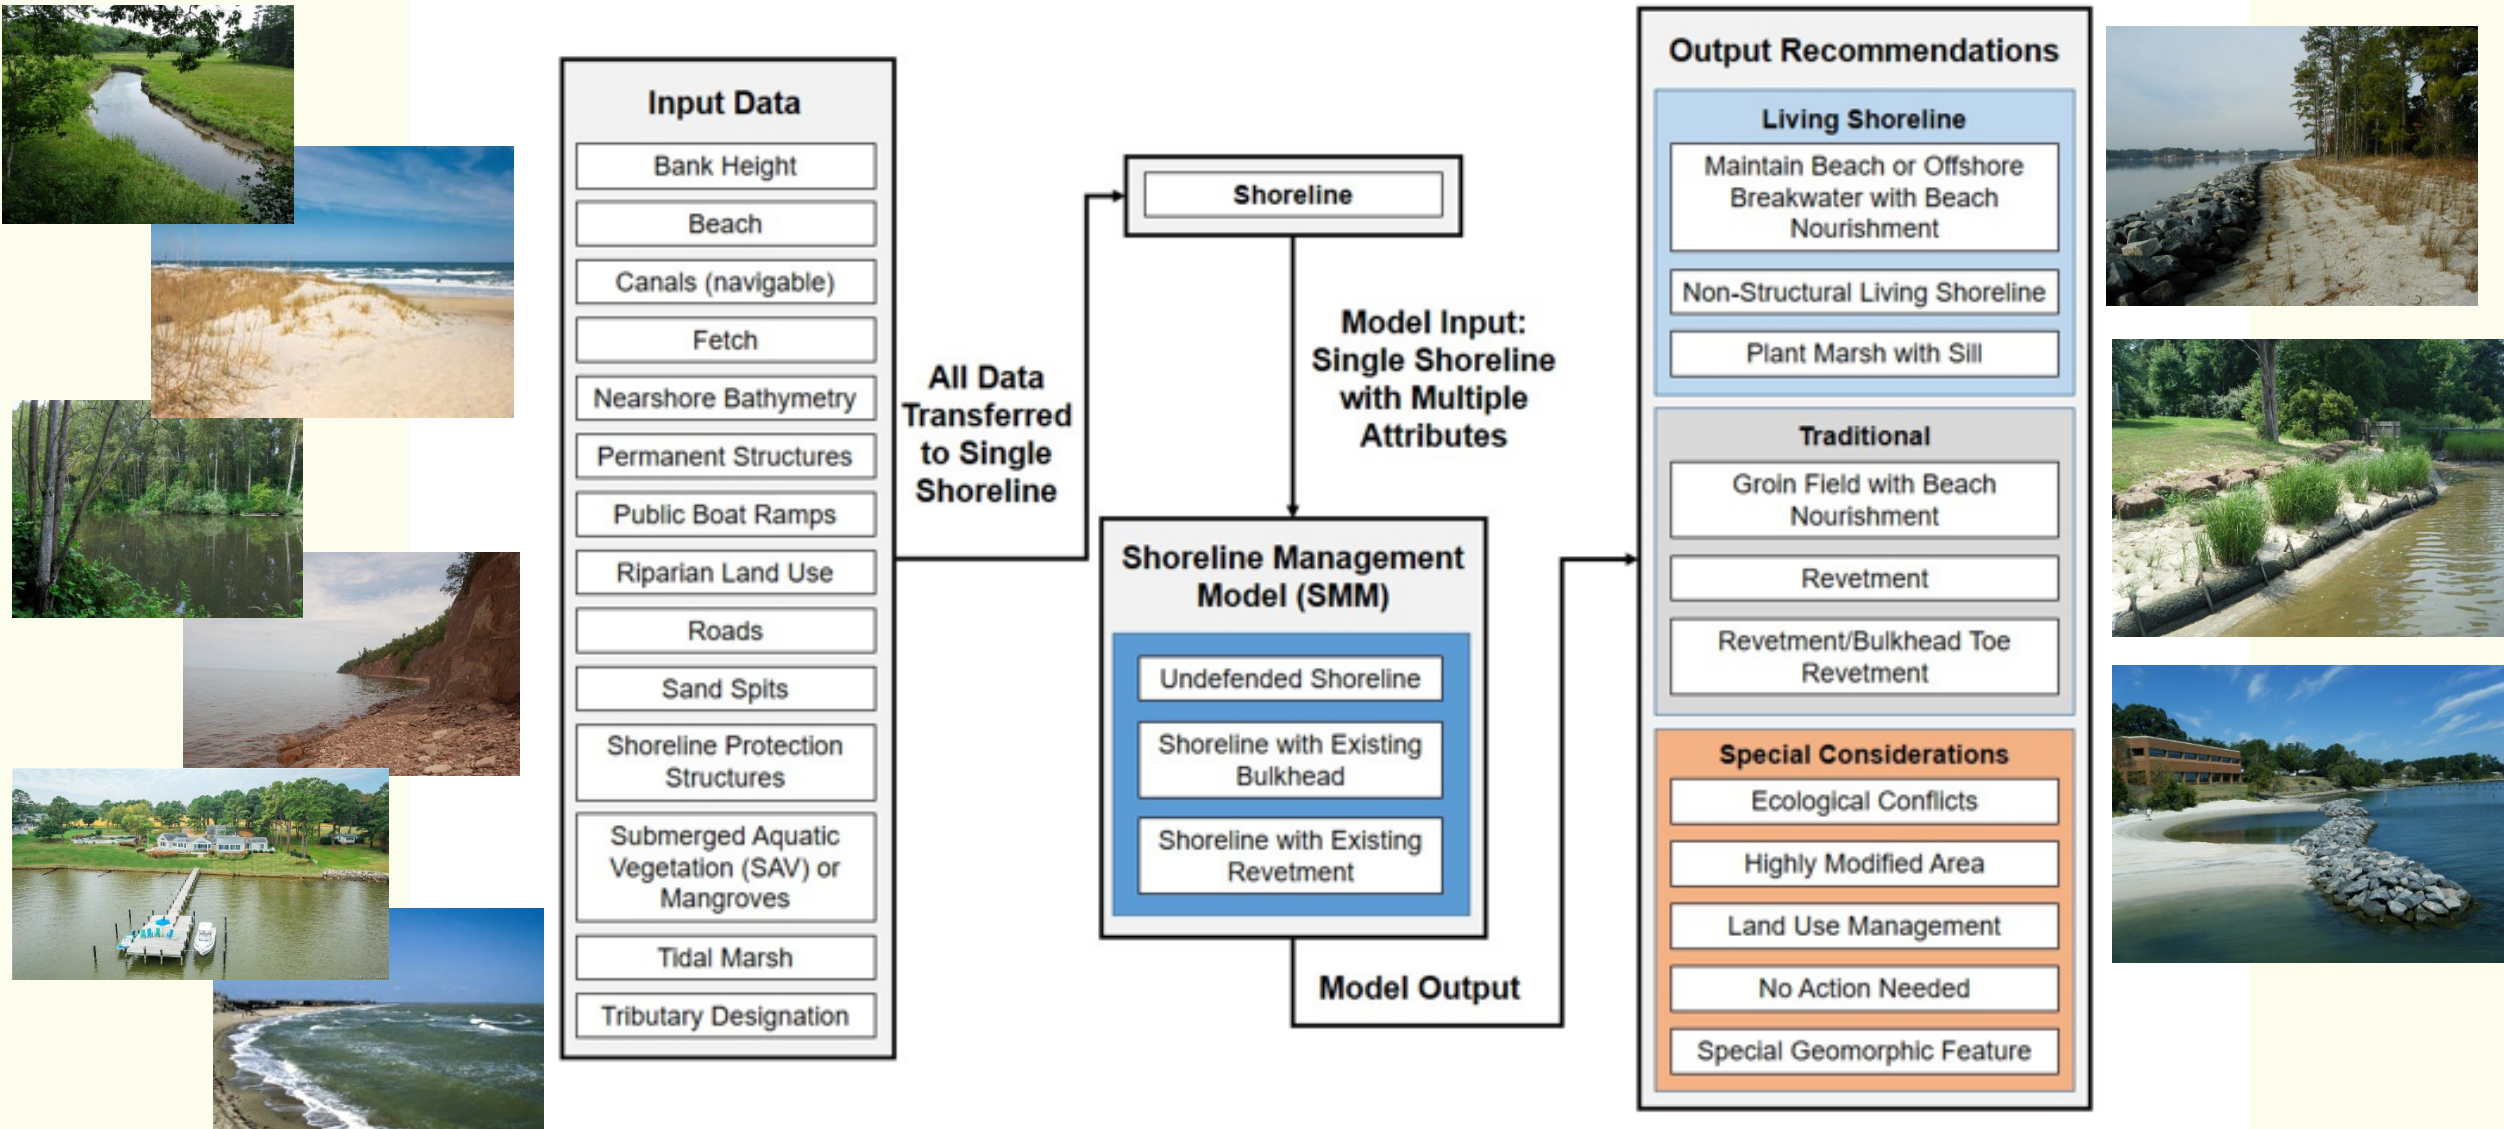 Input Data
Bank Height
Beach
Canals (navigable)
Fetch
Nearshore Bathymetry
Permanent Structures
Public Boat Ramps
Riparian Land Use
Roads
Sand Spits
Shoreline Protection
Structures
Submerged Aquatic
Vegetation (SAV) or
Mangroves
Tidal Marsh
Tributary Designation
All Data
Transferred
to Single
Shoreline
Shoreline
Model Input:
Single Shoreline
with Multiple
Attributes
Shoreline Management
Model (SMM)
Undefended Shoreline
Shoreline with Existing
Bulkhead
Shoreline with Existing
Revetment
Model Output
Output Recommendations
Living Shoreline
Maintain Beach or Offshore
Breakwater with Beach
Nourishment
Non-Structural Living Shoreline
Plant Marsh with Sill
Traditional
Groin Field with Beach
Nourishment
Revetment
Revetment/Bulkhead Toe
Revetment
Special Considerations
Ecological Conflicts
Highly Modified Area
Land Use Management
No Action Needed
Special Geomorphic Feature